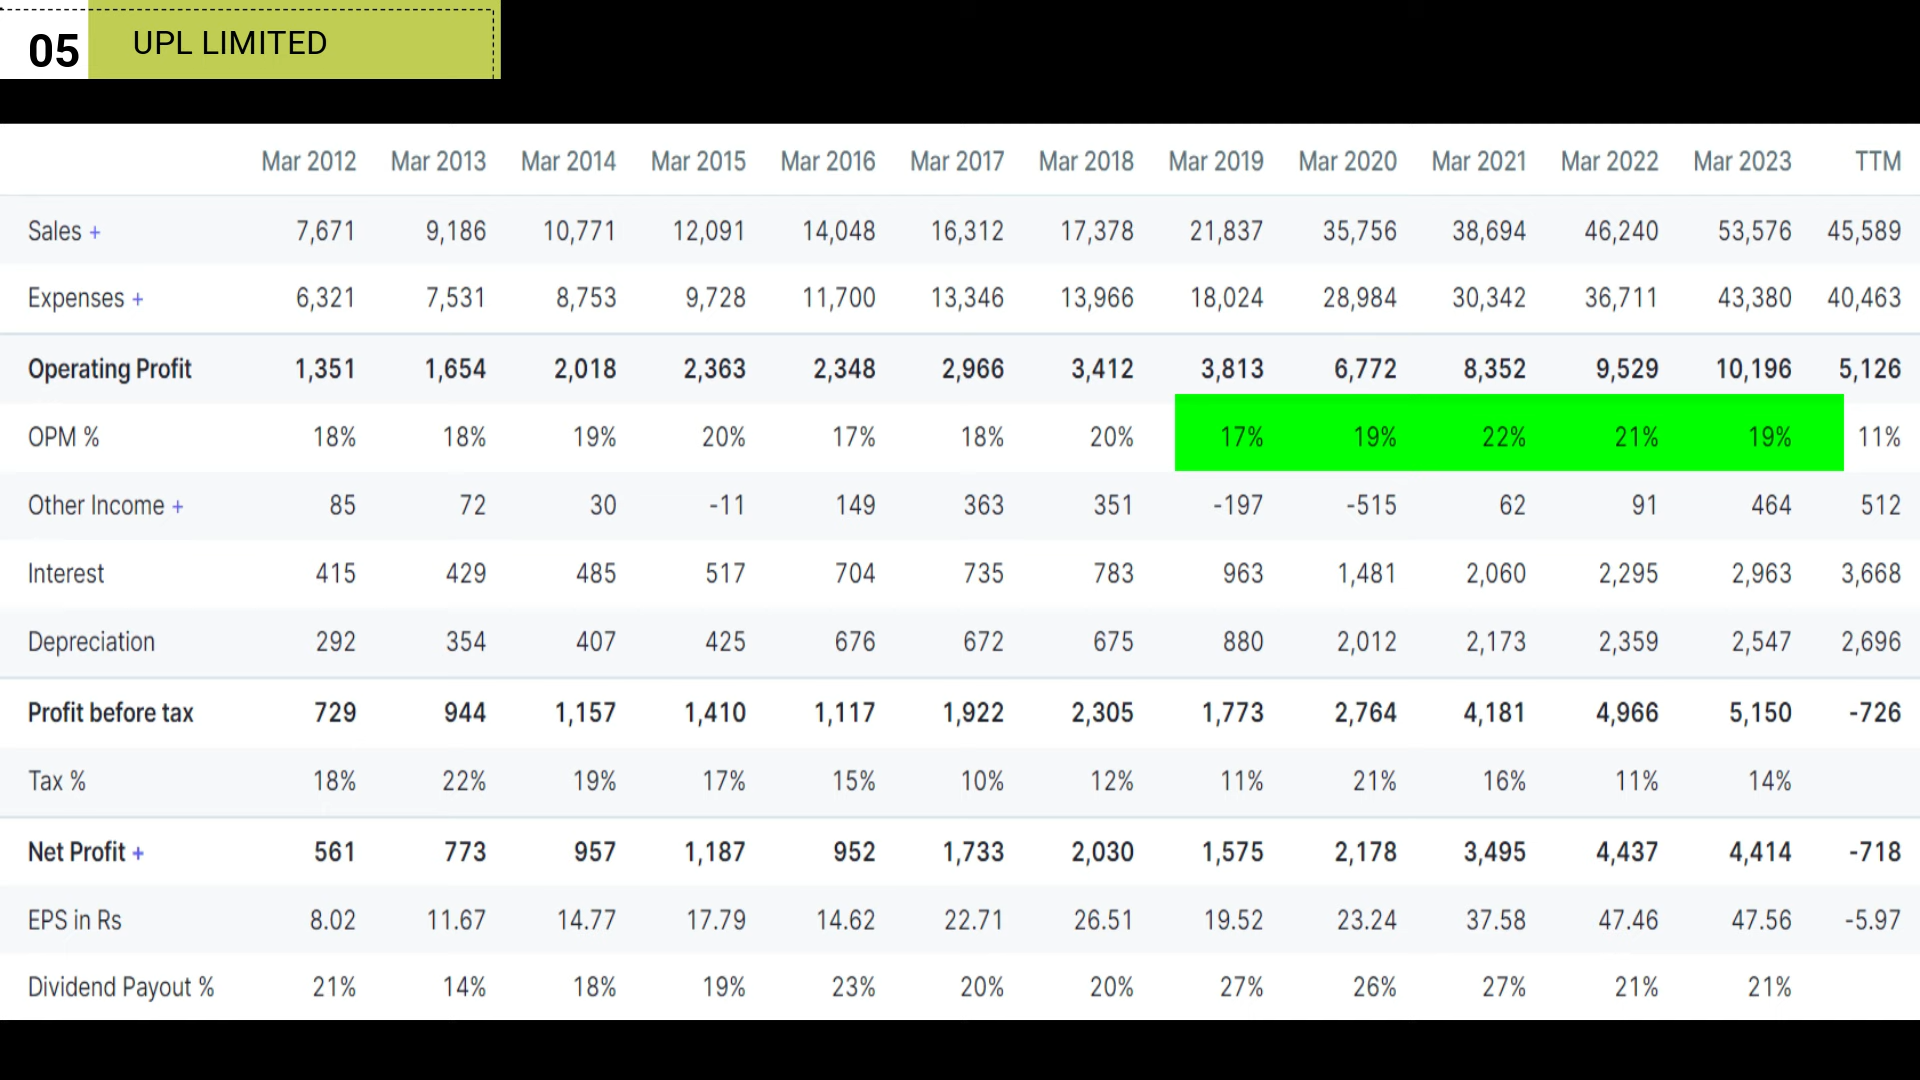 05 UPL LIMITED
Mar 2012 Mar 2013 Mar 2014 Mar 2015 Mar 2016 Mar 2017 Mar 2018 Mar 2019 Mar 2020 Mar 2021 Mar 2022 Mar 2023 TTM
Sales + 7,671 9,186 10,771 12,091 14,048 16,312 17,378 21,837 35,756 38,694 46,240 53,576 45,589
Expenses + 6,321 7,531 8,753 9,728 11,700 13,346 13,966 18,024 28,984 30,342 36,711 43,380 40,463
Operating Profit 1,351 1,654 2,018 2,363 2,348 2,966 3,412 3,813 6,772 8,352 9,529 10,196 5,126
OPM % 18% 18% 19% 20% 17% 18% 20% 17% 19% 22% 21% 19% 11%
Other Income + 85 72 30 -11 149 363 351 -197 -515 62 91 464 512
Interest 415 429 485 517 704 735 783 963 1,481 2,060 2,295 2,963 3,668
Depreciation 292 354 407 425 676 672 675 880 2,012 2,173 2,359 2,547 2,696
Profit before tax 729 944 1,157 1,410 1,117 1,922 2,305 1,773 2,764 4,181 4,966 5,150 -726
Tax % 18% 22% 19% 17% 15% 10% 12% 11% 21% 16% 11% 14%
Net Profit + 561 773 957 1,187 952 1,733 2,030 1,575 2,178 3,495 4,437 4,414 -718
EPS in Rs 8.02 11.67 14.77 17.79 14.62 22.71 26.51 19.52 23.24 37.58 47.46 47.56 -5.97
Dividend Payout % 21% 14% 18% 19% 23% 20% 20% 27% 26% 27% 21% 21%